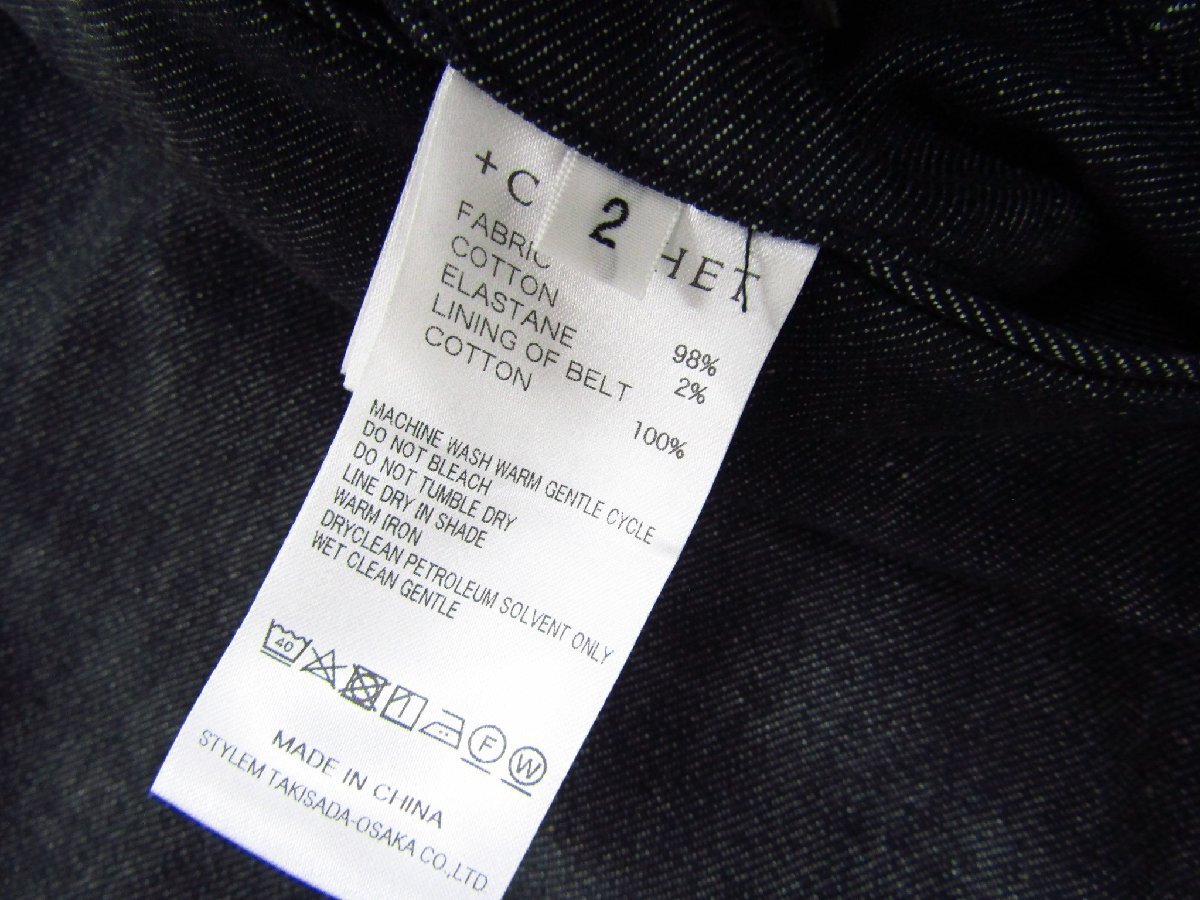 +C HET
2
FABRIC
COTTON 98%
ELASTANE 2%
LINING OF BELT
COTTON 100%
MACHINE WASH WARM GENTLE CYCLE
DO NOT BLEACH
DO NOT TUMBLE DRY
LINE DRY IN SHADE
WARM IRON
DRYCLEAN PETROLEUM SOLVENT ONLY
WET CLEAN GENTLE
40 F W
MADE IN CHINA
STYLEM TAKISADA-OSAKA CO.,LTD